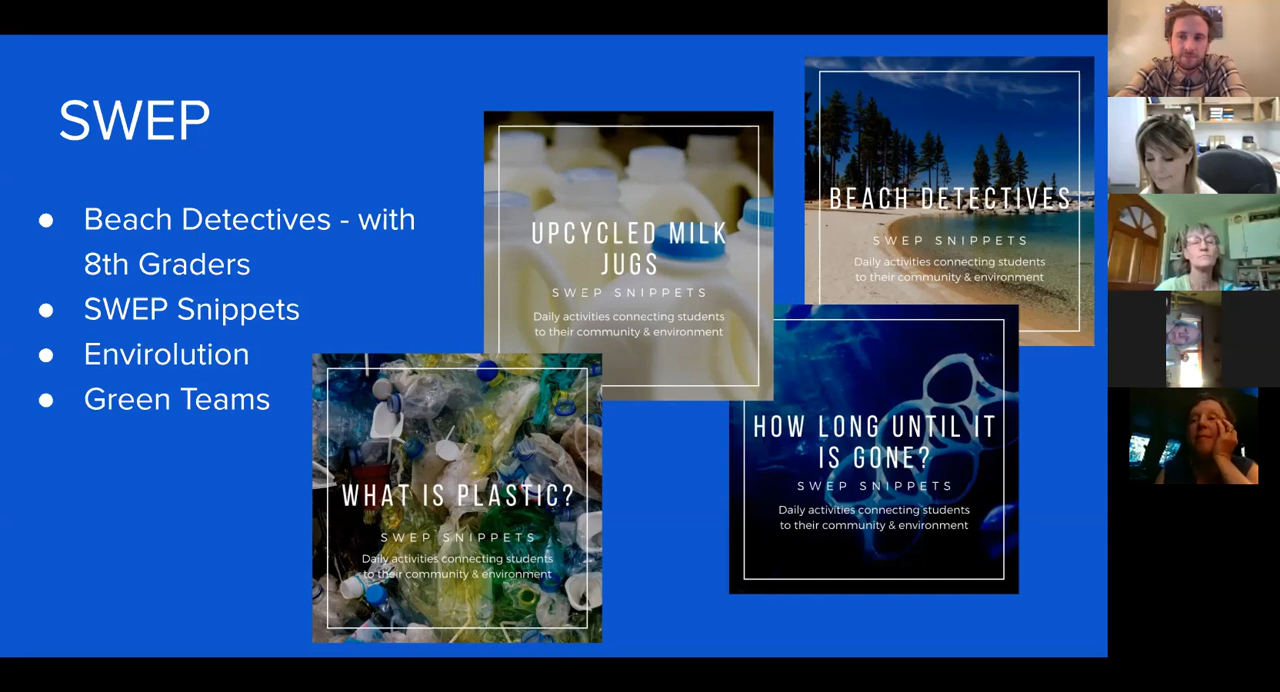 SWEP
● Beach Detectives - with
8th Graders
● SWEP Snippets
● Envirolution
● Green Teams
UPCYCLED MILK
JUGS
SWEP SNIPPETS
Daily activities connecting students
to their community & environment
BEACH DETECTIVES
SWEP SNIPPETS
Daily activities connecting students
to their community & environment
WHAT IS PLASTIC?
SWEP SNIPPETS
Daily activities connecting students
to their community & environment
HOW LONG UNTIL IT
IS GONE?
SWEP SNIPPETS
Daily activities connecting students
to their community & environment